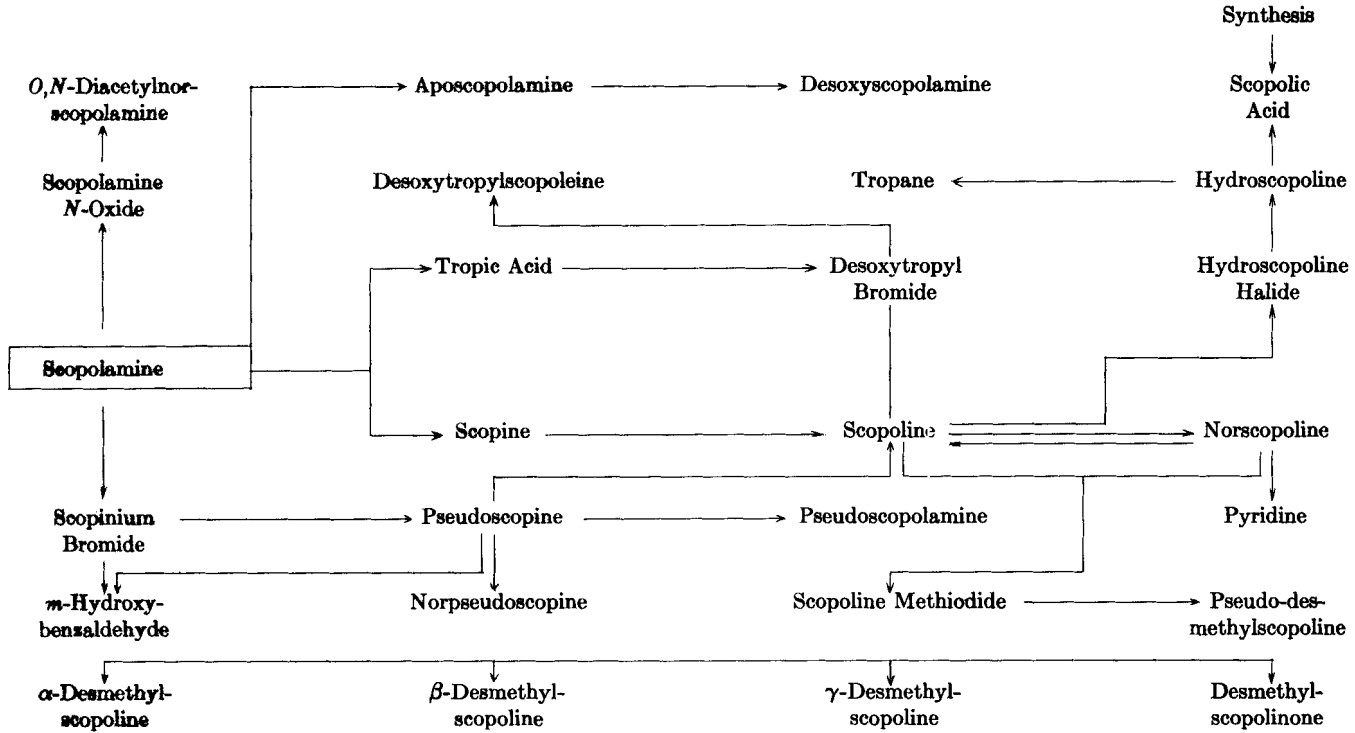 Synthesis
O,N-Diacetylnor-
scopolamine
Aposcopolamine
Desoxyscopolamine
Scopolic
Acid
Scopolamine
N-Oxide
Desoxytropylscopoleine
Tropane
Hydroscopoline
Tropic Acid
Desoxytropyl
Bromide
Hydroscopoline
Halide
Scopolamine
Scopine
Scopoline
Norscopoline
Scopinium
Bromide
Pseudoscopine
Pseudoscopolamine
Pyridine
m-Hydroxy-
benzaldehyde
Norpseudoscopine
Scopoline Methiodide
Pseudo-des-
methylscopoline
α-Desmethyl-
scopoline
β-Desmethyl-
scopoline
γ-Desmethyl-
scopoline
Desmethyl-
scopolinone